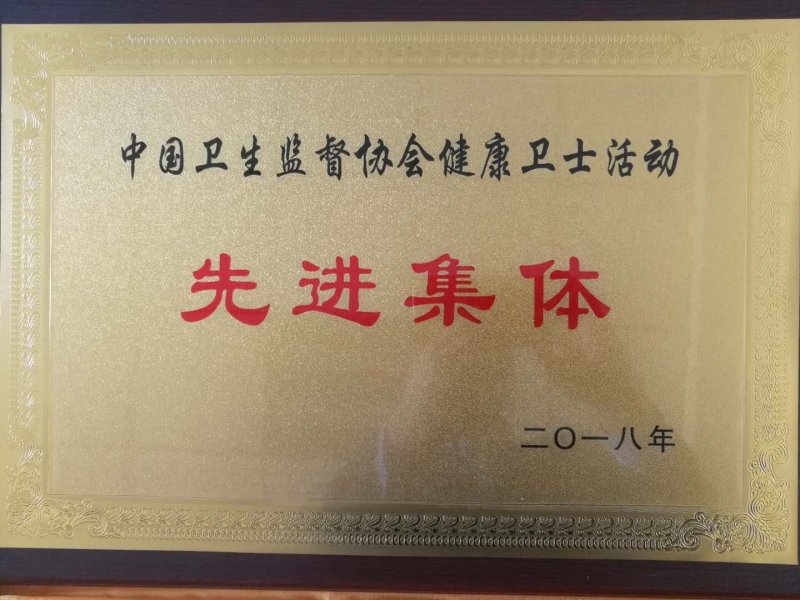 中国卫生监督协会健康卫士活动
先进集体
二〇一八年